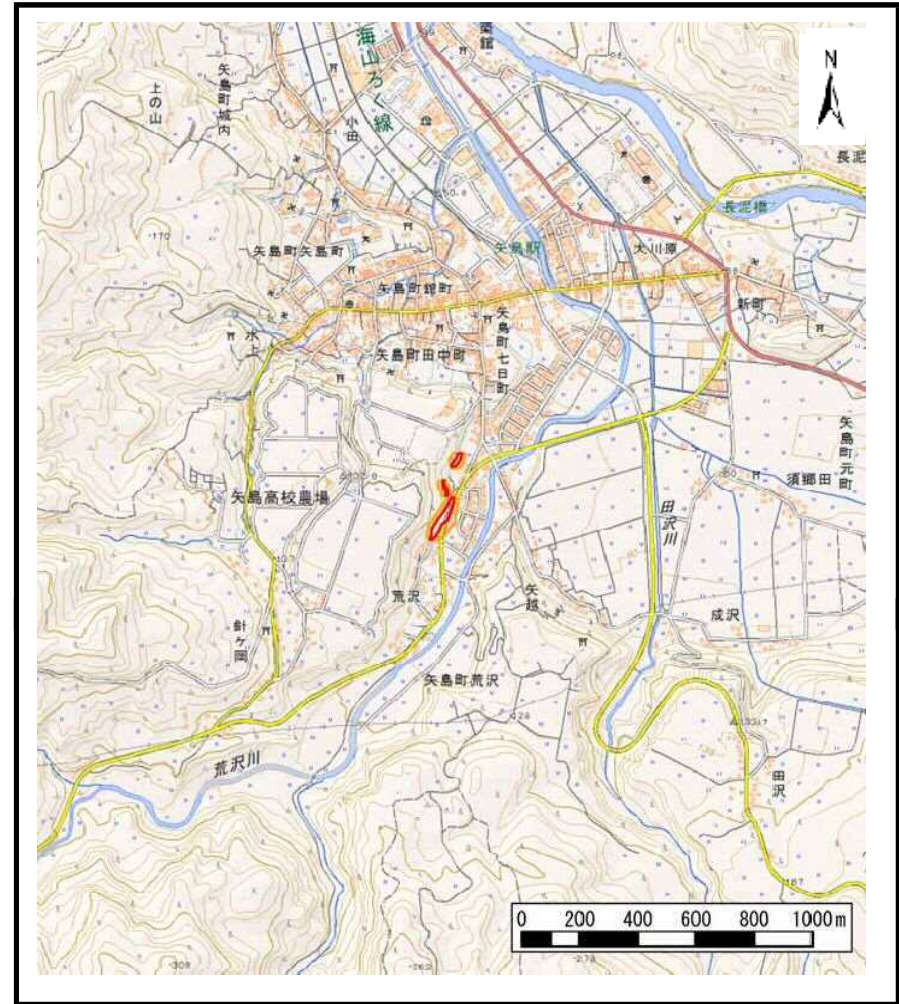 N
海山ろく線
矢島町城内
上の山
小田
長泥
長泥橋
矢島駅
大川原
矢島町矢島町
矢島町舘町
新町
水上
矢島町七日町
矢島町田中町
矢島町元町
須郷田
矢島高校農場
田沢川
荒沢
矢越
成沢
針ヶ岡
矢島町荒沢
荒沢川
田沢
0 200 400 600 800 1000m